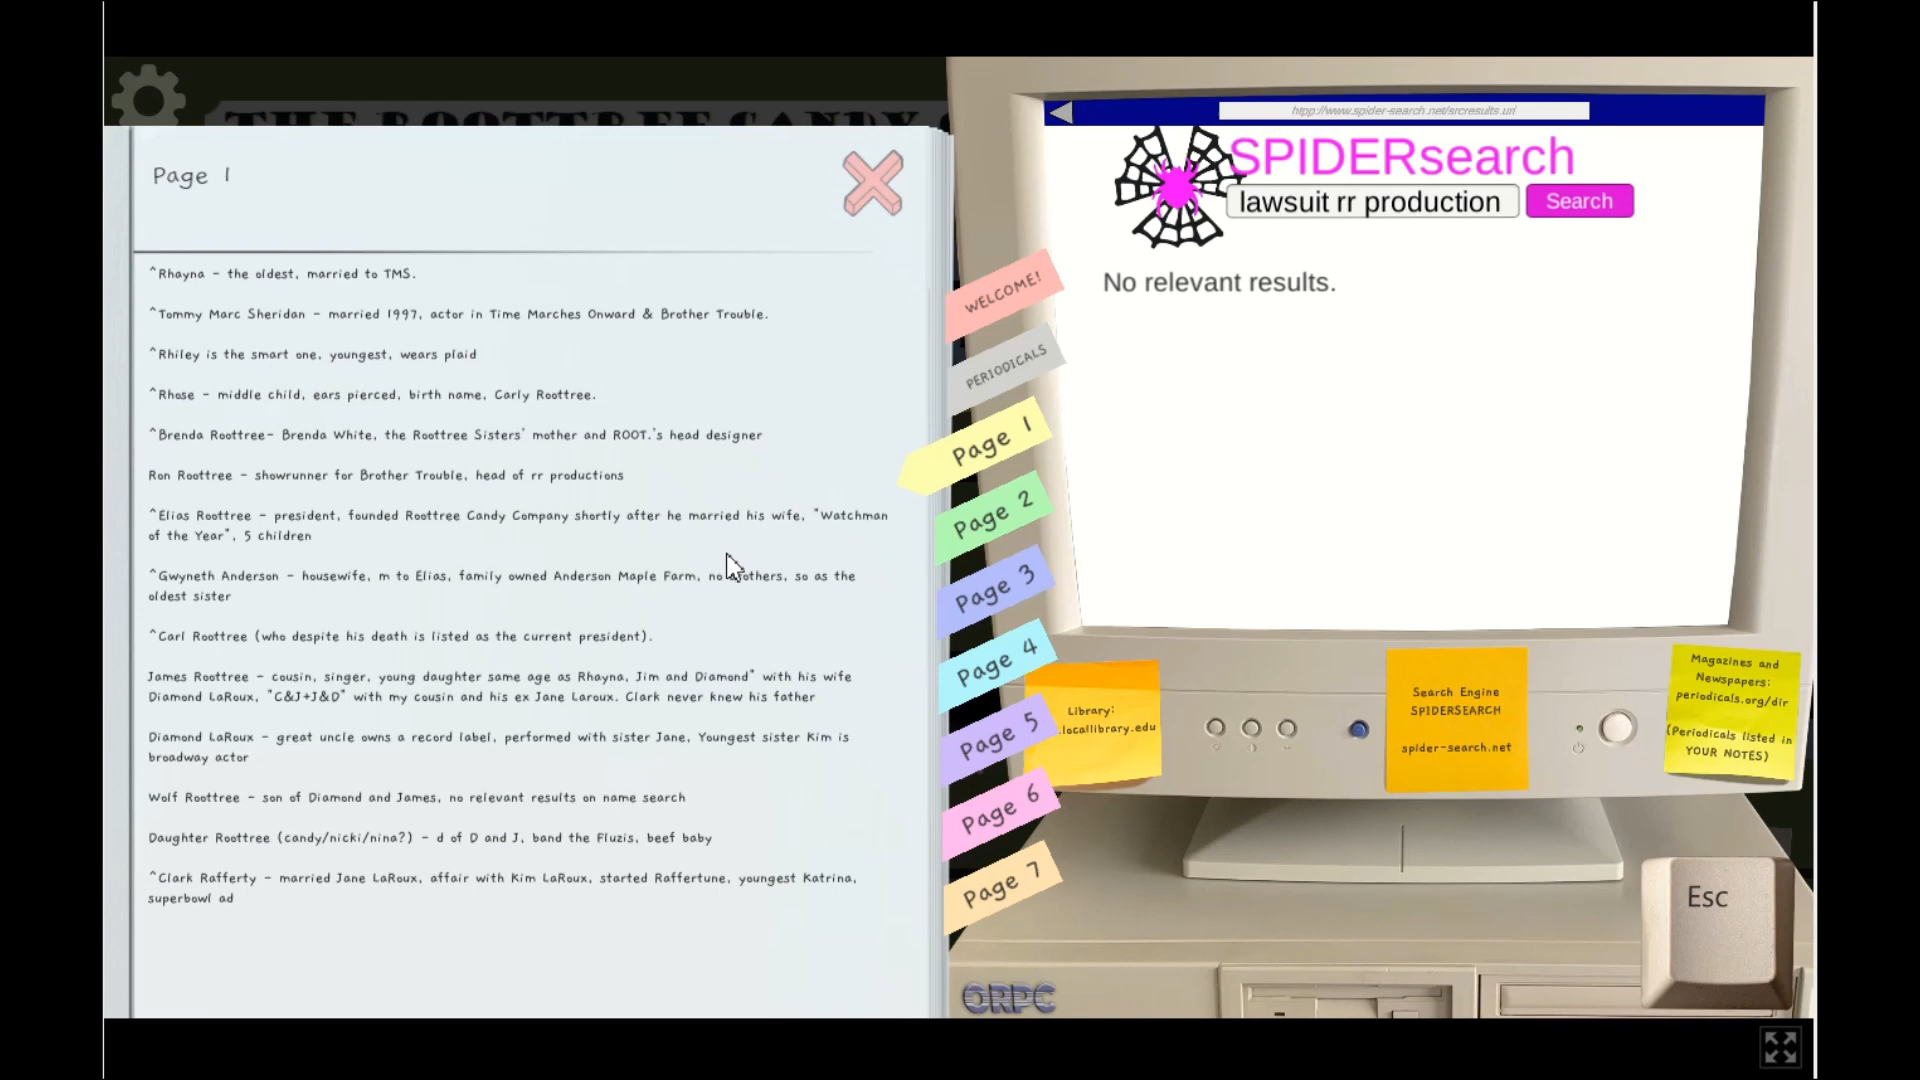 THE ROOTTREE CANDY
Page 1
^Rhayna - the oldest, married to TMS.
^Tommy Marc Sheridan - married 1997, actor in Time Marches Onward & Brother Trouble.
^Rhiley is the smart one, youngest, wears plaid
^Rhose - middle child, ears pierced, birth name, Carly Roottree.
^Brenda Roottree- Brenda White, the Roottree Sisters' mother and ROOT.'s head designer
Ron Roottree - showrunner for Brother Trouble, head of rr productions
^Elias Roottree - president, founded Roottree Candy Company shortly after he married his wife, "Watchman
of the Year", 5 children
^Gwyneth Anderson - housewife, m to Elias, family owned Anderson Maple Farm, no so as the
oldest sister
^Carl Roottree (who despite his death is listed as the current president).
James Roottree - cousin, singer, young daughter same age as Rhayna, Jim and Diamond" with his wife
Diamond LaRoux, "C&J+J&D" with my cousin and his ex Jane Laroux. Clark never knew his father
Diamond LaRoux - great uncle owns a record label, performed with sister Jane, Youngest sister Kim is
broadway actor
Wolf Roottree - son of Diamond and James, no relevant results on name search
Daughter Roottree (candy/nicki/nina?) - d of D and J, band the Fluzis, beef baby
^Clark Rafferty - married Jane LaRoux, affair with Kim LaRoux, started Raffertune, youngest Katrina,
superbowl ad
WELCOME!
PERIODICALS
Page 1
Page 2
Page 3
Page 4
Page 5
Page 6
Page 7
htpp://www.spider-search.net/srcresults.url
SPIDERsearch
lawsuit rr production
Search
No relevant results.
Library:
.locallibrary.edu
Search Engine
SPIDERSEARCH
spider-search.net
Magazines and
Newspapers:
periodicals.org/dir
(Periodicals listed in
YOUR NOTES)
Esc
ORPC